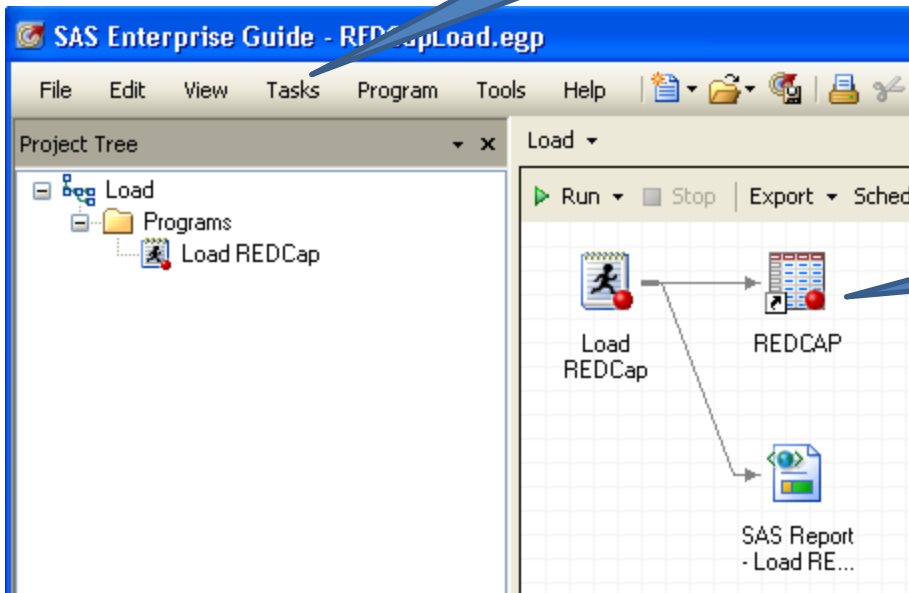 SAS Enterprise Guide - REDCapLoad.egp
File Edit View Tasks Program Tools Help
Project Tree
Load
Load
Programs
Load REDCap
Run Stop Export Sched
Load
REDCap
REDCAP
SAS Report
- Load RE...